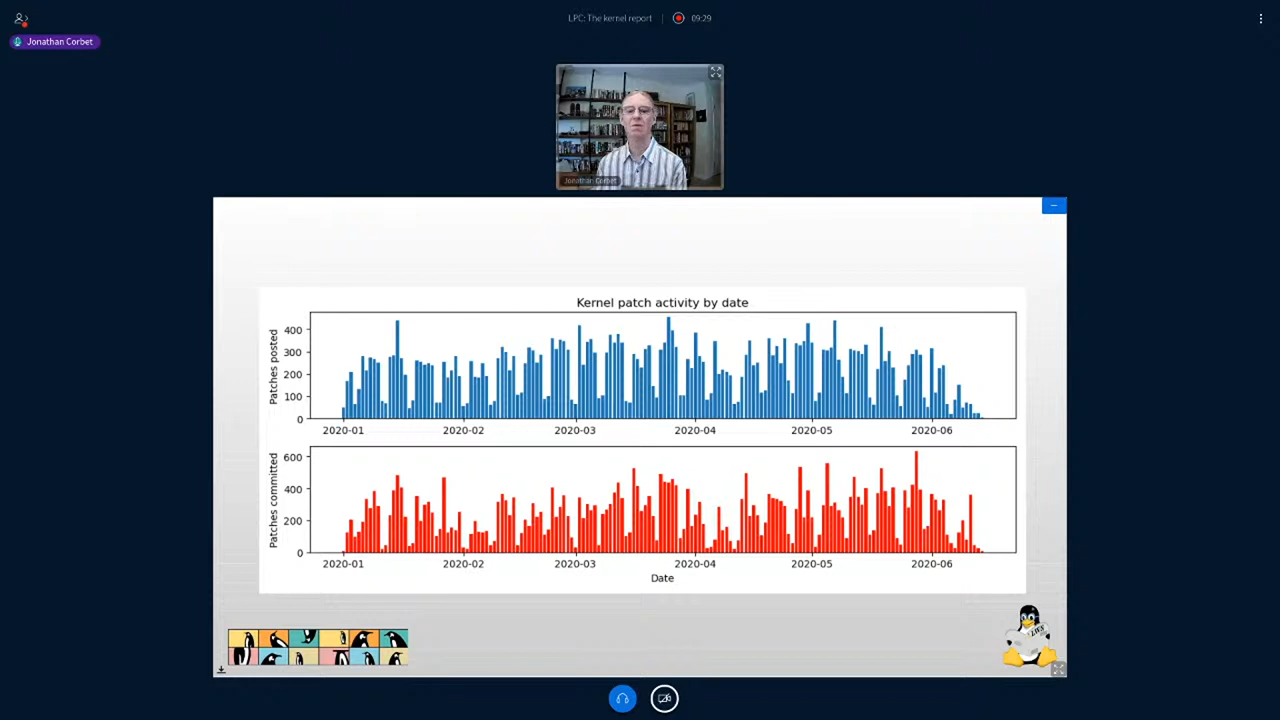 LPC: The kernel report
09:29
Jonathan Corbet
Jonathan Corbet
Kernel patch activity by date
Patches posted
400
300
200
100
0
2020-01 2020-02 2020-03 2020-04 2020-05 2020-06
Patches committed
600
400
200
0
2020-01 2020-02 2020-03 2020-04 2020-05 2020-06
Date